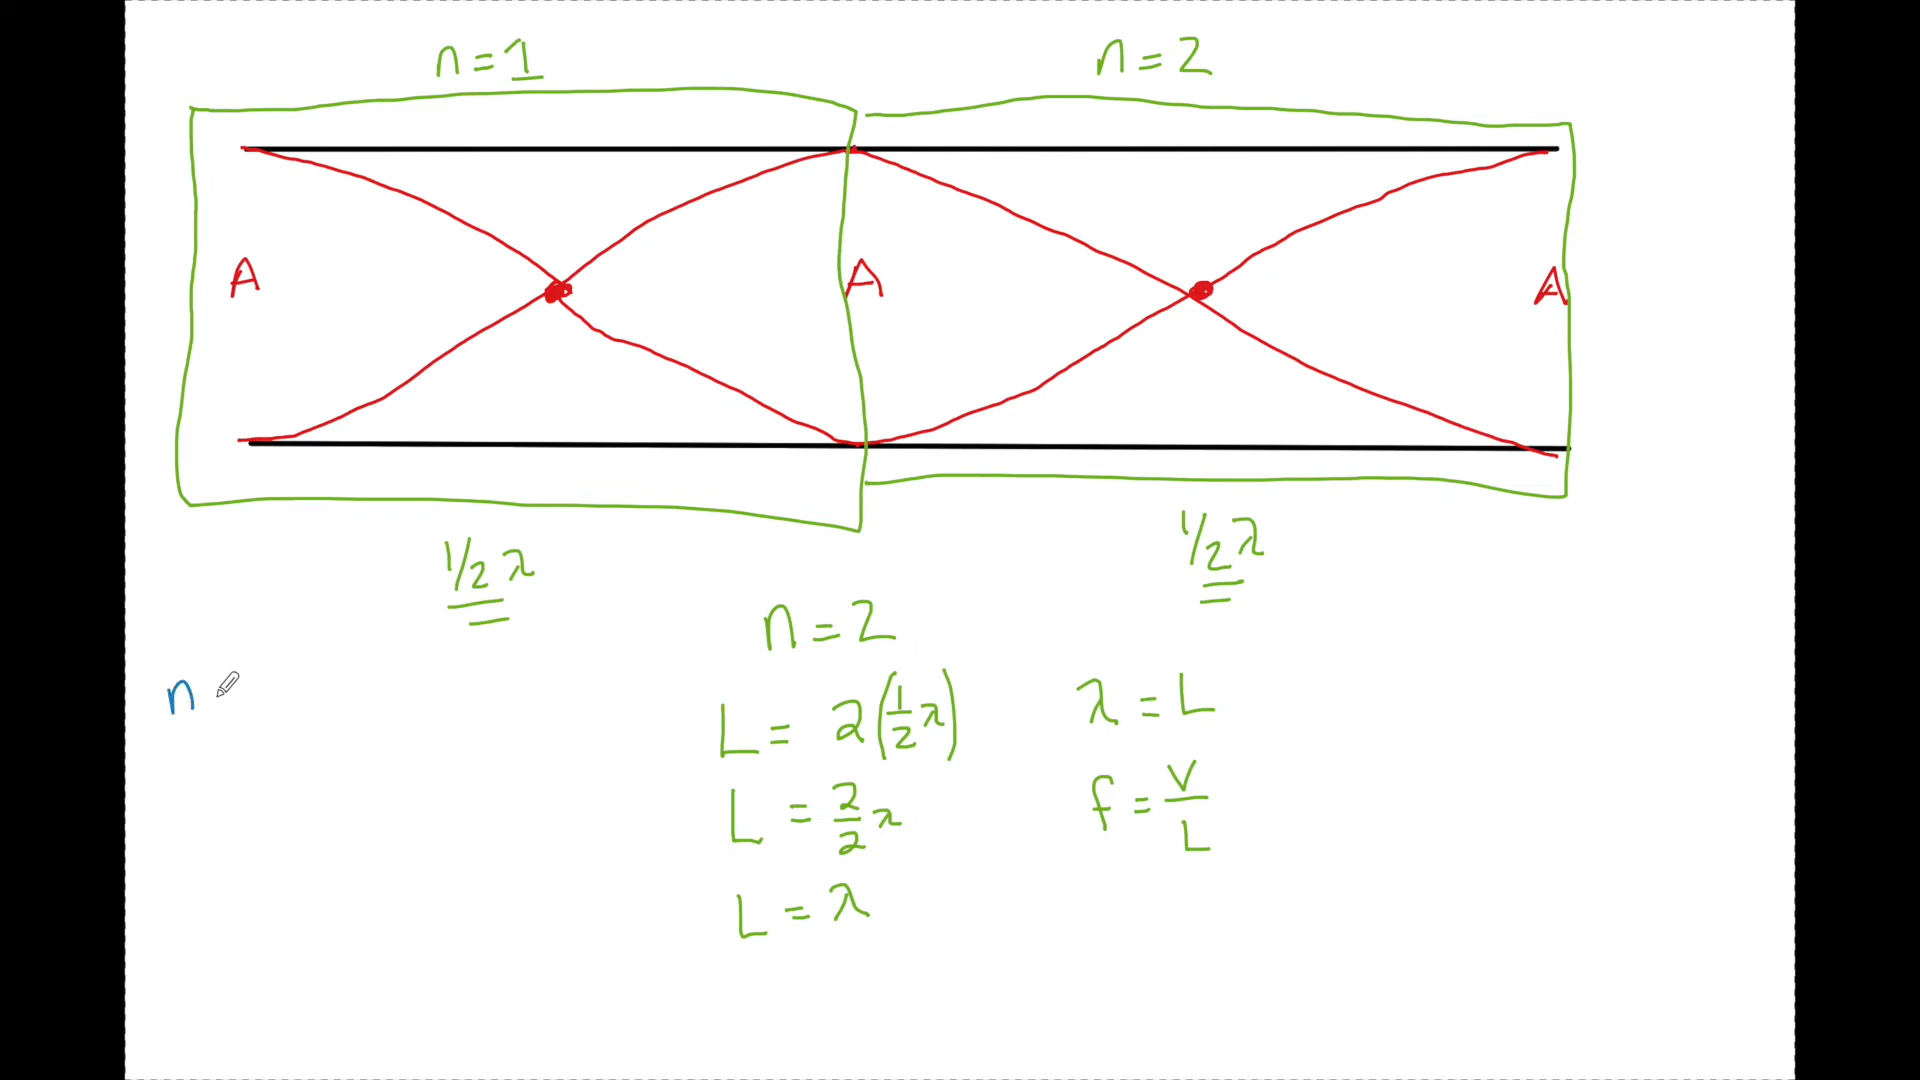 n = 1
n = 2
A
A
A
1/2 λ
1/2 λ
n = 2
n
L = 2(1/2 λ)
λ = L
L = 2/2 λ
f = V/L
L = λ